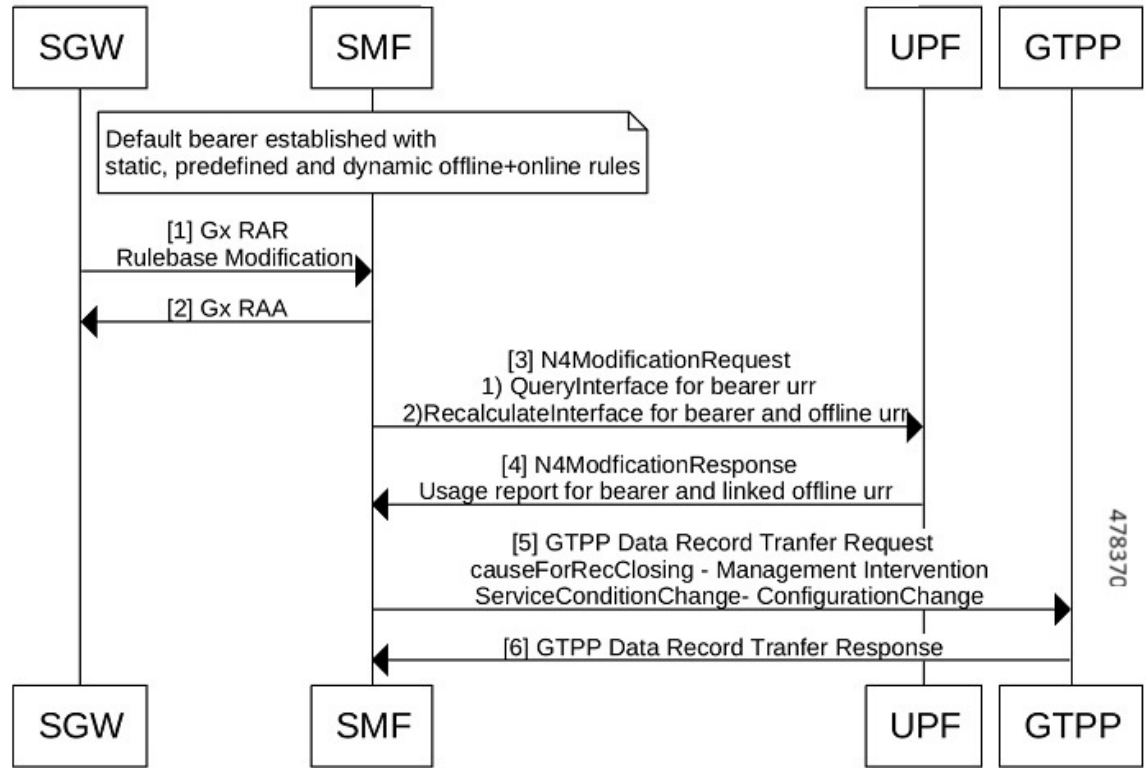 SGW
SMF
UPF
GTPP
Default bearer established with
static, predefined and dynamic offline+online rules
[1] Gx RAR
Rulebase Modification
[2] Gx RAA
[3] N4ModificationRequest
1) QueryInterface for bearer urr
2)RecalculateInterface for bearer and offline urr
[4] N4ModficationResponse
Usage report for bearer and linked offline urr
[5] GTPP Data Record Tranfer Request
causeForRecClosing - Management Intervention
ServiceConditionChange- ConfigurationChange
[6] GTPP Data Record Tranfer Response
478370
SGW
SMF
UPF
GTPP